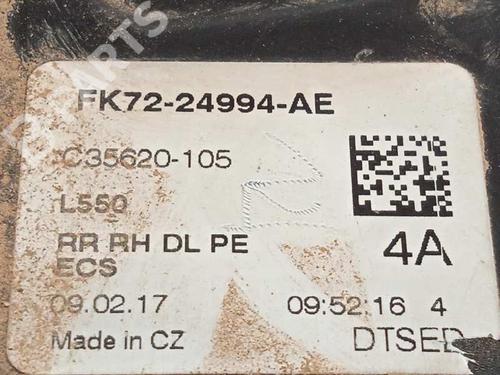 FK72-24994-AE
C35620-105
L550
RR RH DL PE
ECS
4A
09.02.17 09:52:16 4
Made in CZ DTSED
PARTS